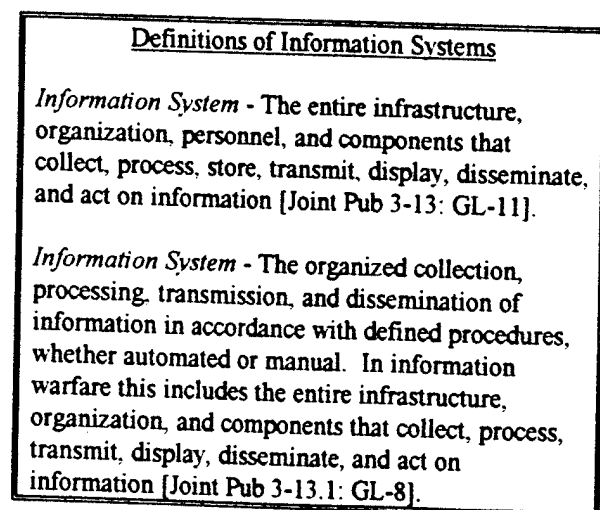 Definitions of Information Systems
Information System - The entire infrastructure,
organization, personnel, and components that
collect, process, store, transmit, display, disseminate,
and act on information [Joint Pub 3-13: GL-11].
Information System - The organized collection,
processing, transmission, and dissemination of
information in accordance with defined procedures,
whether automated or manual. In information
warfare this includes the entire infrastructure,
organization, and components that collect, process,
transmit, display, disseminate, and act on
information [Joint Pub 3-13.1: GL-8].